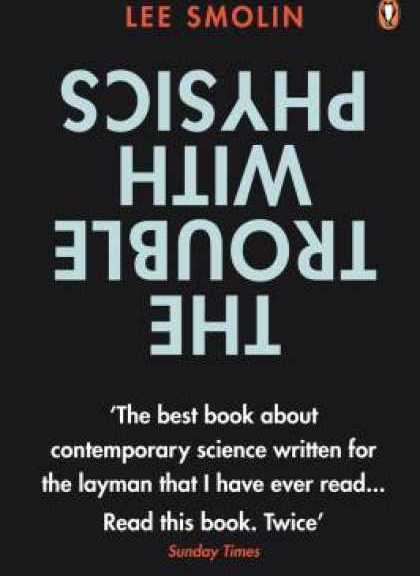 LEE SMOLIN
THE
TROUBLE
WITH
PHYSICS
‘The best book about
contemporary science written for
the layman that I have ever read...
Read this book. Twice’
Sunday Times